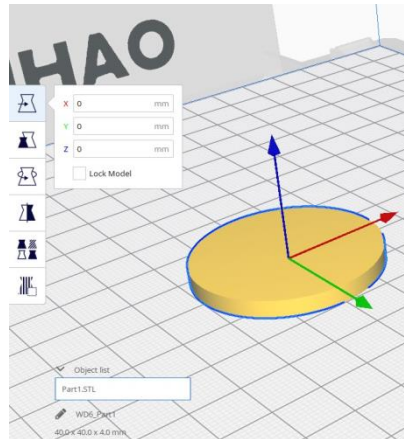 HAO
X 0 mm
Y 0 mm
Z 0 mm
Lock Model
Object list
Part1.STL
WD6_Part1
40.0 x 40.0 x 4.0 mm